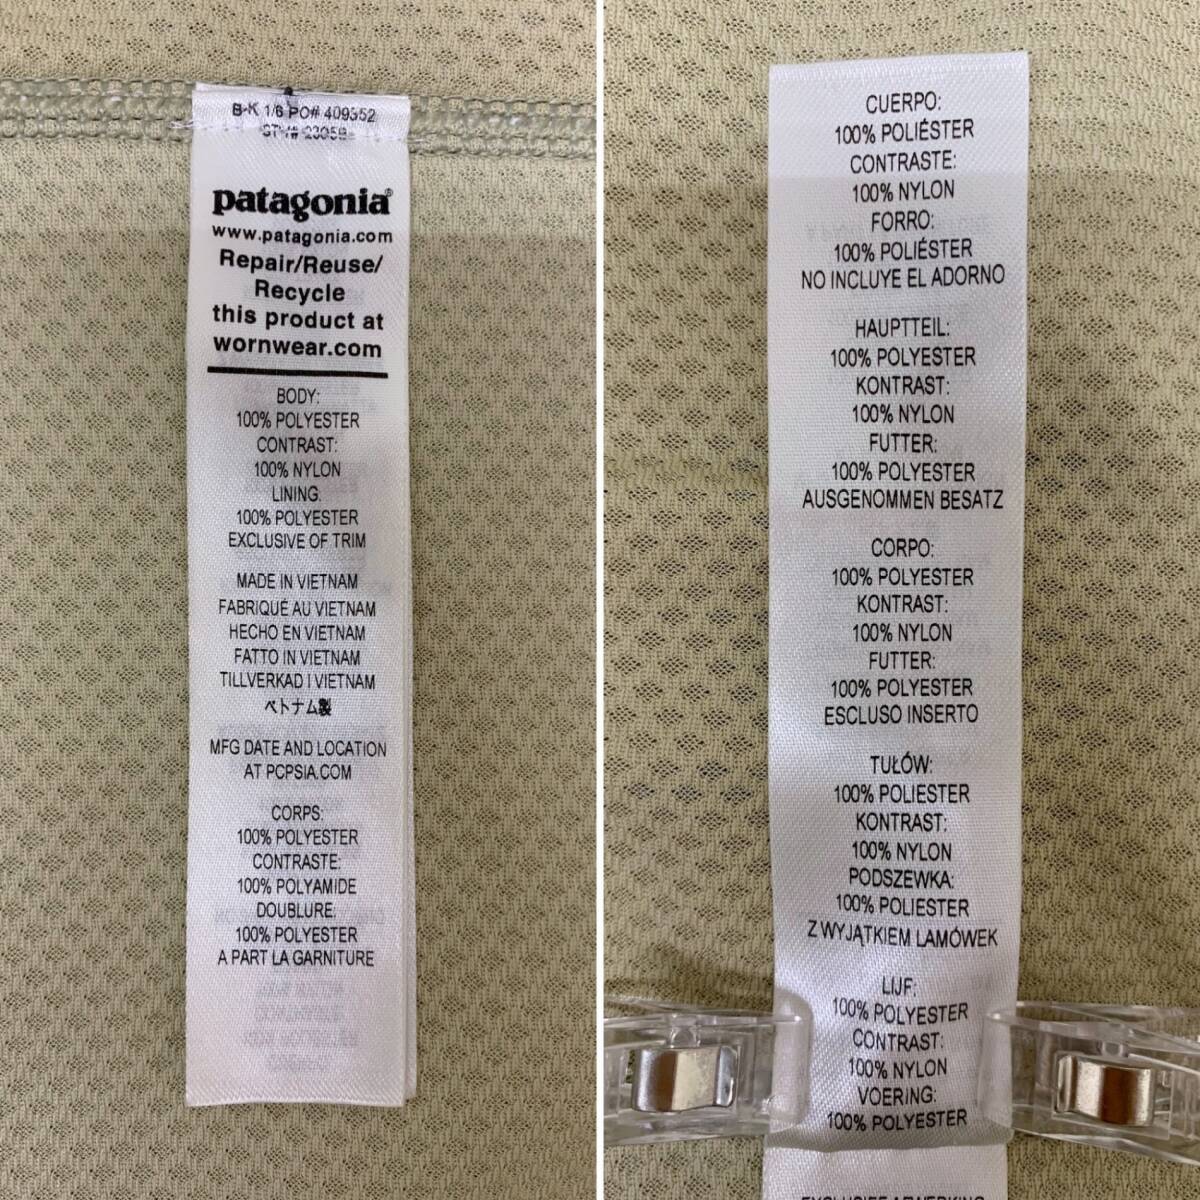 B-K 1/6 PO# 409352
patagonia®
www.patagonia.com
Repair/Reuse/
Recycle
this product at
wornwear.com
BODY:
100% POLYESTER
CONTRAST:
100% NYLON
LINING:
100% POLYESTER
EXCLUSIVE OF TRIM
MADE IN VIETNAM
FABRIQUÉ AU VIETNAM
HECHO EN VIETNAM
FATTO IN VIETNAM
TILLVERKAD I VIETNAM
ベトナム製
MFG DATE AND LOCATION
AT PCPSIA.COM
CORPS:
100% POLYESTER
CONTRASTE:
100% POLYAMIDE
DOUBLURE:
100% POLYESTER
A PART LA GARNITURE
CUERPO:
100% POLIÉSTER
CONTRASTE:
100% NYLON
FORRO:
100% POLIÉSTER
NO INCLUYE EL ADORNO
HAUPTTEIL:
100% POLYESTER
KONTRAST:
100% NYLON
FUTTER:
100% POLYESTER
AUSGENOMMEN BESATZ
CORPO:
100% POLYESTER
KONTRAST:
100% NYLON
FUTTER:
100% POLYESTER
ESCLUSO INSERTO
TUŁÓW:
100% POLIESTER
KONTRAST:
100% NYLON
PODSZEWKA:
100% POLIESTER
Z WYJĄTKIEM LAMÓWEK
LIJF:
100% POLYESTER
CONTRAST:
100% NYLON
VOERING:
100% POLYESTER